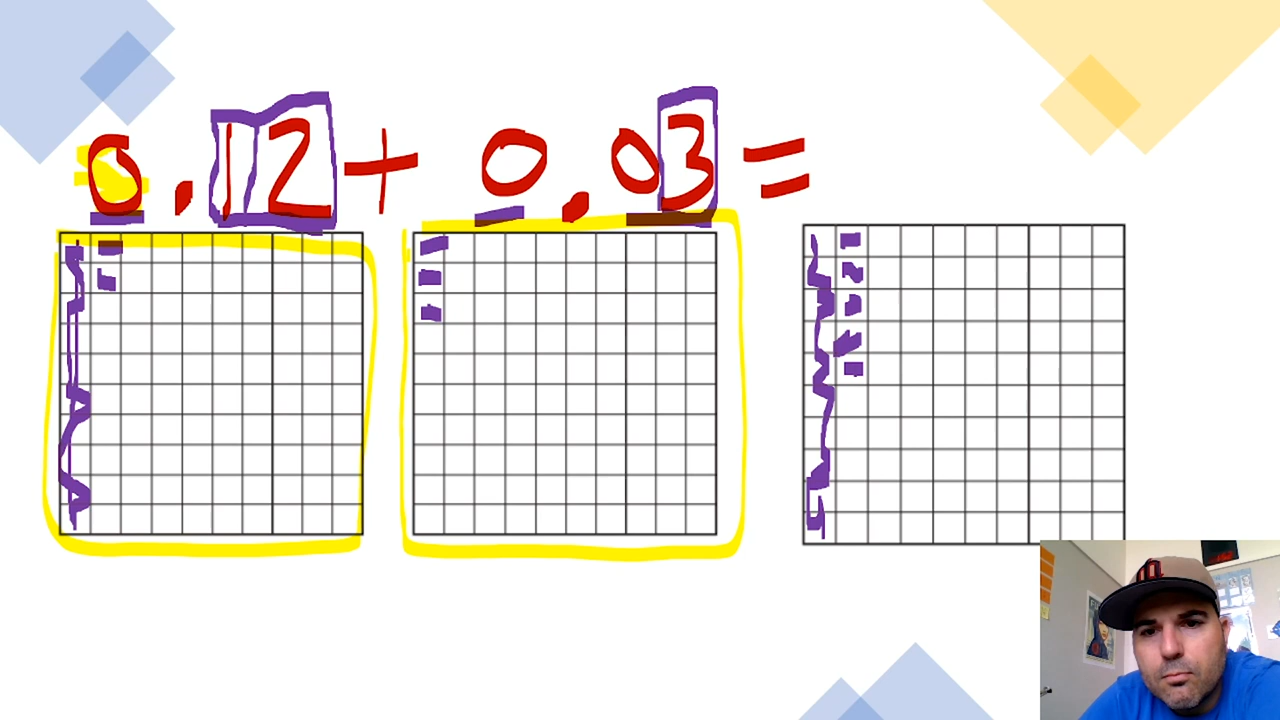 0.12 + 0.03 =